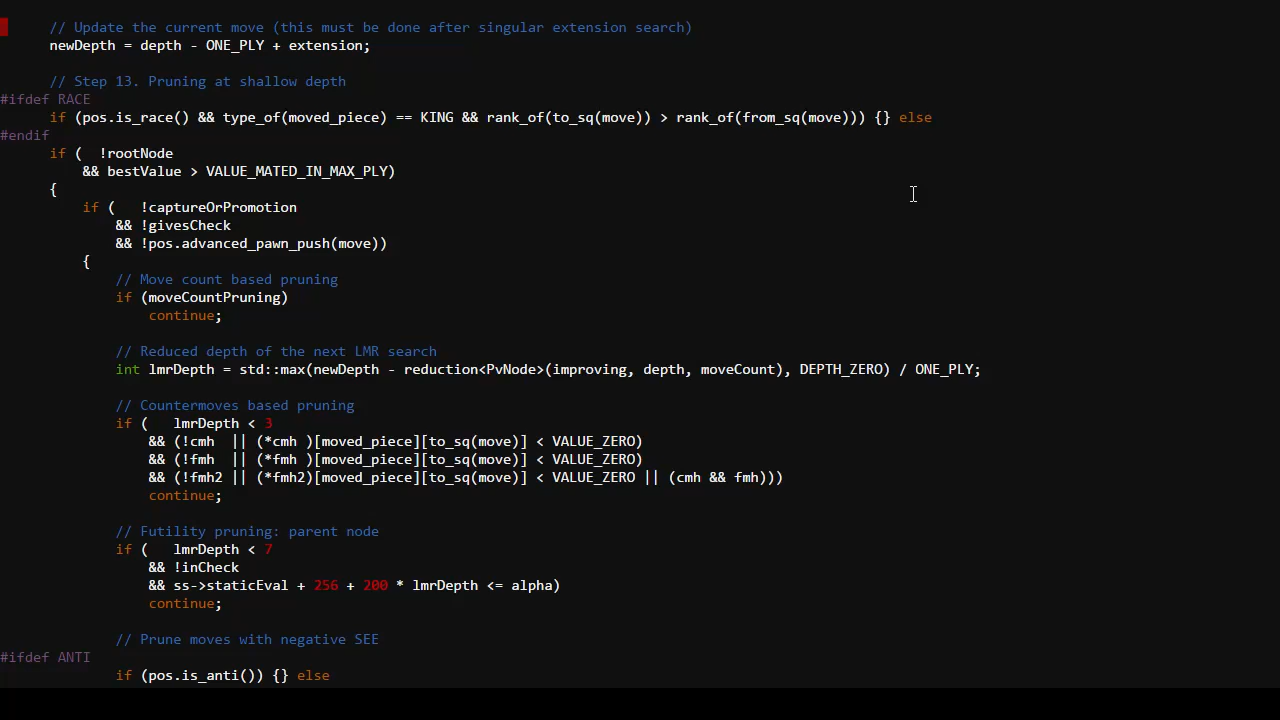 // Update the current move (this must be done after singular extension search)
newDepth = depth - ONE_PLY + extension;
// Step 13. Pruning at shallow depth
#ifdef RACE
if (pos.is_race() && type_of(moved_piece) == KING && rank_of(to_sq(move)) > rank_of(from_sq(move))) {} else
#endif
if (  !rootNode
&& bestValue > VALUE_MATED_IN_MAX_PLY)
{
if (   !captureOrPromotion
&& !givesCheck
&& !pos.advanced_pawn_push(move))
{
// Move count based pruning
if (moveCountPruning)
continue;
// Reduced depth of the next LMR search
int lmrDepth = std::max(newDepth - reduction<PvNode>(improving, depth, moveCount), DEPTH_ZERO) / ONE_PLY;
// Countermoves based pruning
if (   lmrDepth < 3
&& (!cmh  || (*cmh )[moved_piece][to_sq(move)] < VALUE_ZERO)
&& (!fmh  || (*fmh )[moved_piece][to_sq(move)] < VALUE_ZERO)
&& (!fmh2 || (*fmh2)[moved_piece][to_sq(move)] < VALUE_ZERO || (cmh && fmh)))
continue;
// Futility pruning: parent node
if (   lmrDepth < 7
&& !inCheck
&& ss->staticEval + 256 + 200 * lmrDepth <= alpha)
continue;
// Prune moves with negative SEE
#ifdef ANTI
if (pos.is_anti()) {} else